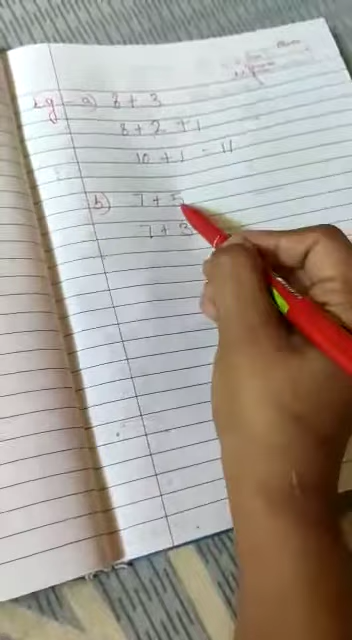 eg - a) 8 + 3
8 + 2 + 1
10 + 1 - 11
b) 7 + 5
7 + 3